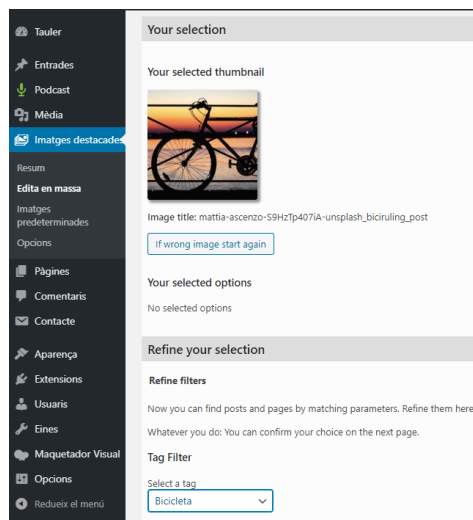 Tauler
Entrades
Podcast
Mèdia
Imatges destacades
Resum
Edita en massa
Imatges
predeterminades
Opcions
Pàgines
Comentaris
Contacte
Aparença
Extensions
Usuaris
Eines
Maquetador Visual
Opcions
Redueix el menú
Your selection
Your selected thumbnail
Image title: mattia-ascenzo-S9HzTp407iA-unsplash_biciruling_post
If wrong image start again
Your selected options
No selected options
Refine your selection
Refine filters
Now you can find posts and pages by matching parameters. Refine them here
Whatever you do: You can confirm your choice on the next page.
Tag Filter
Select a tag
Bicicleta